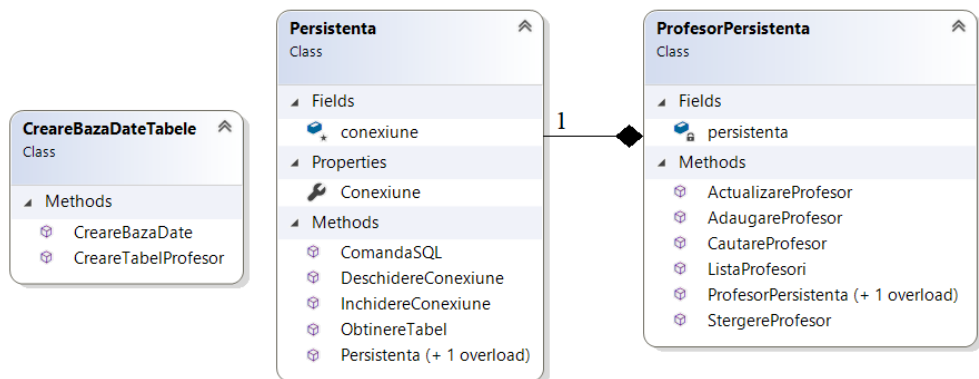 CreareBazaDateTabele
Class
Methods
CreareBazaDate
CreareTabelProfesor
Persistenta
Class
Fields
conexiune
Properties
Conexiune
Methods
ComandaSQL
DeschidereConexiune
InchidereConexiune
ObtinereTabel
Persistenta (+ 1 overload)
1
ProfesorPersistenta
Class
Fields
persistenta
Methods
ActualizareProfesor
AdaugareProfesor
CautareProfesor
ListaProfesori
ProfesorPersistenta (+ 1 overload)
StergereProfesor